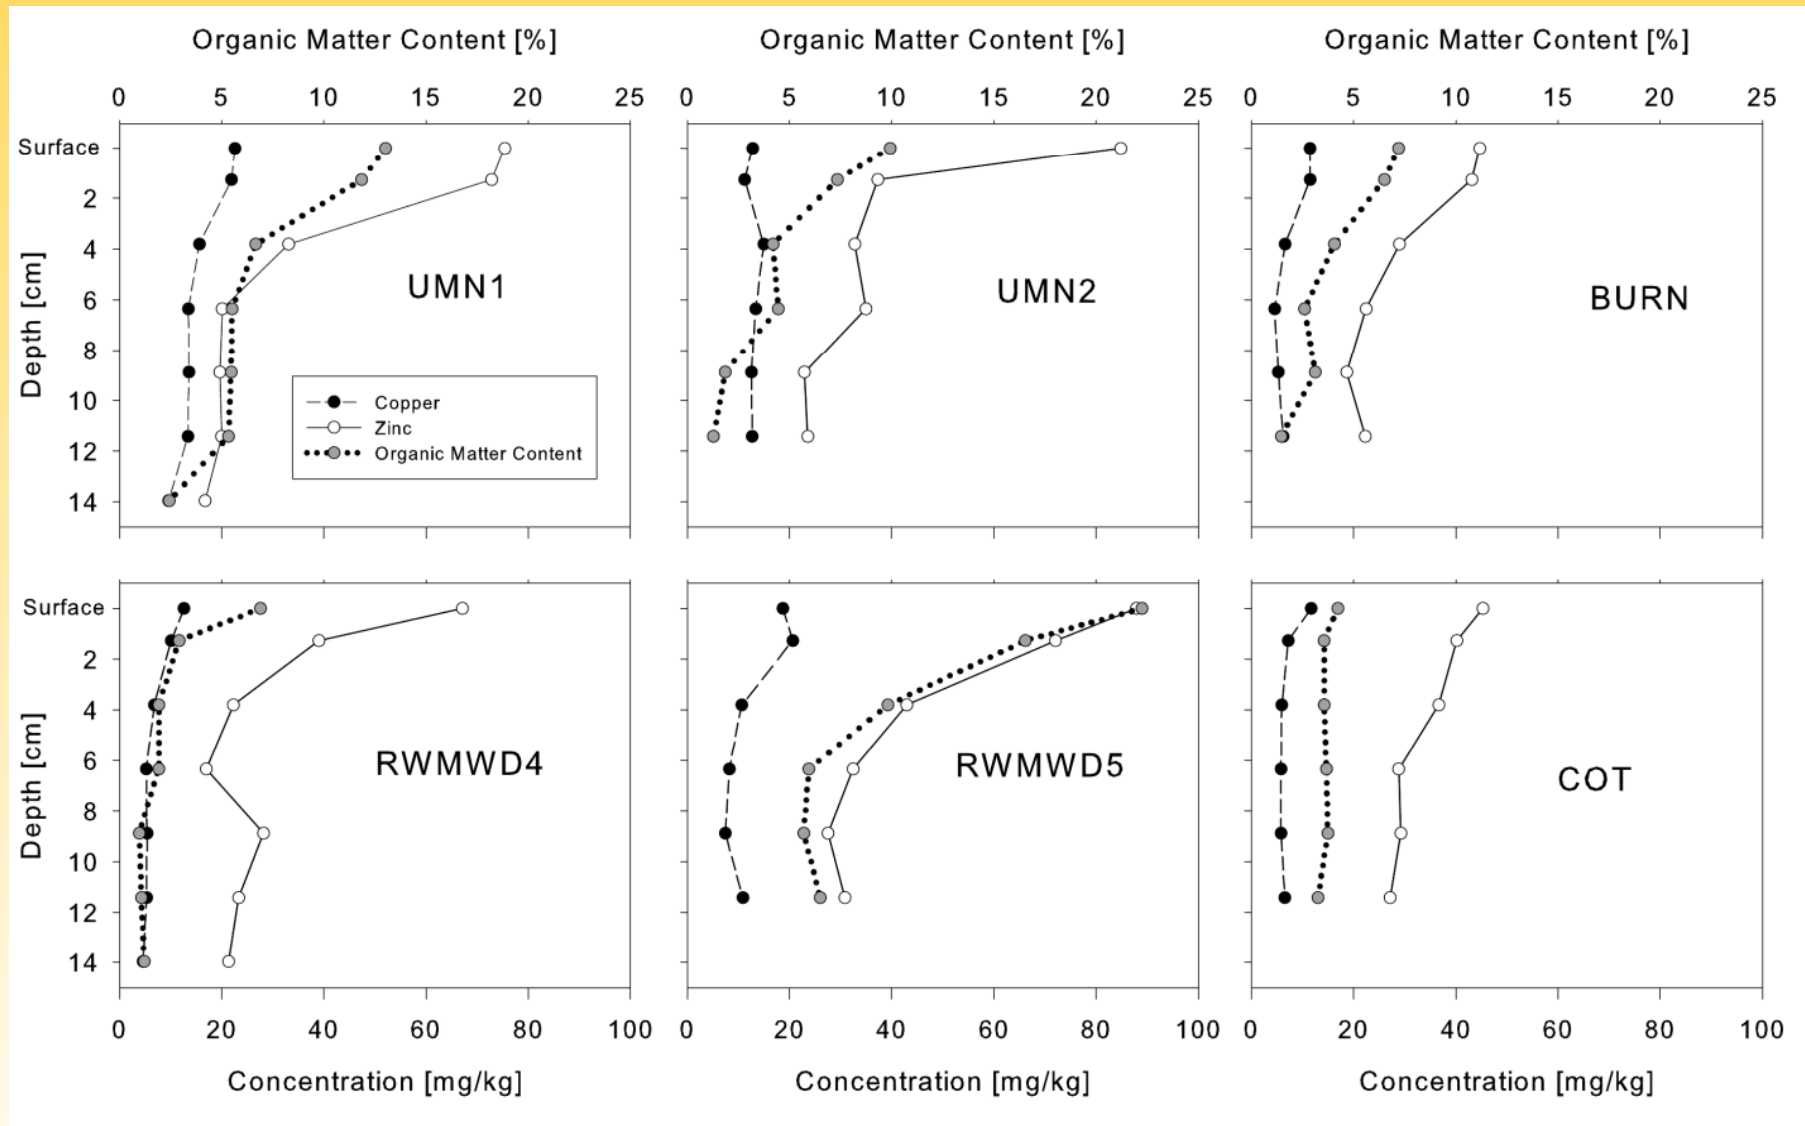 Organic Matter Content [%] Organic Matter Content [%] Organic Matter Content [%]
0 5 10 15 20 25 0 5 10 15 20 25 0 5 10 15 20 25
Surface
2
4
6
8
10
12
14
Depth [cm]
UMN1
UMN2
BURN
Copper
Zinc
Organic Matter Content
Surface
2
4
6
8
10
12
14
Depth [cm]
RWMWD4
RWMWD5
COT
0 20 40 60 80 100 0 20 40 60 80 100 0 20 40 60 80 100
Concentration [mg/kg] Concentration [mg/kg] Concentration [mg/kg]